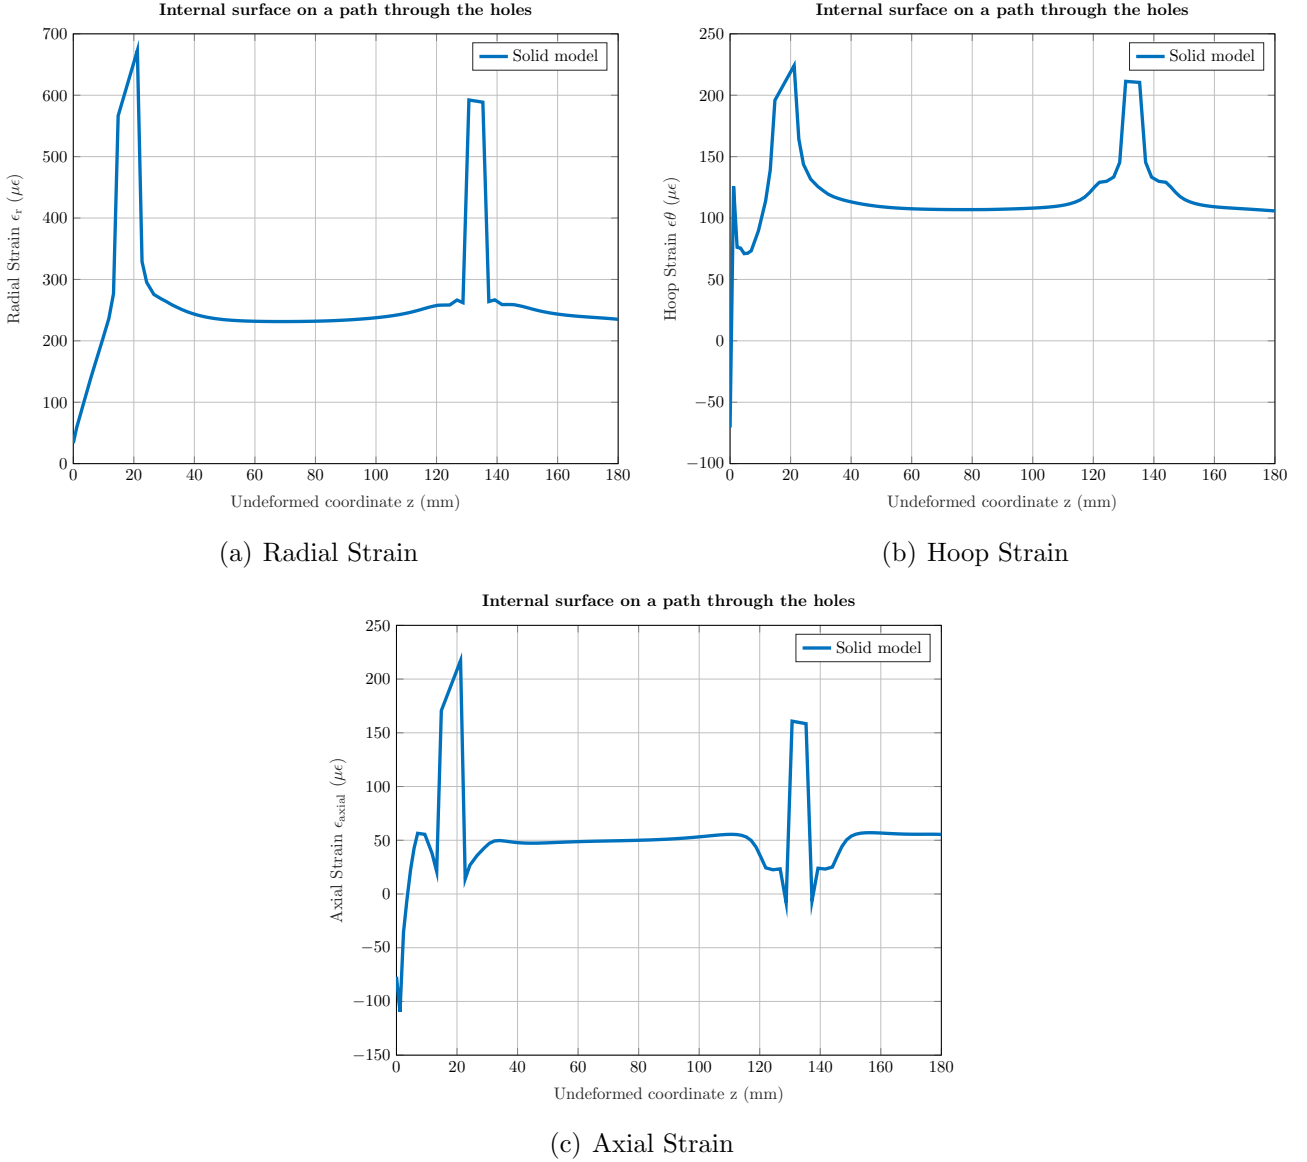 Internal surface on a path through the holes
Solid model
700
600
500
400
300
200
100
0
Radial Strain ϵr (μϵ)
0 20 40 60 80 100 120 140 160 180
Undeformed coordinate z (mm)
(a) Radial Strain
Internal surface on a path through the holes
Solid model
250
200
150
100
50
0
−50
−100
Hoop Strain ϵθ (μϵ)
0 20 40 60 80 100 120 140 160 180
Undeformed coordinate z (mm)
(b) Hoop Strain
Internal surface on a path through the holes
Solid model
250
200
150
100
50
0
−50
−100
−150
Axial Strain ϵaxial (μϵ)
0 20 40 60 80 100 120 140 160 180
Undeformed coordinate z (mm)
(c) Axial Strain